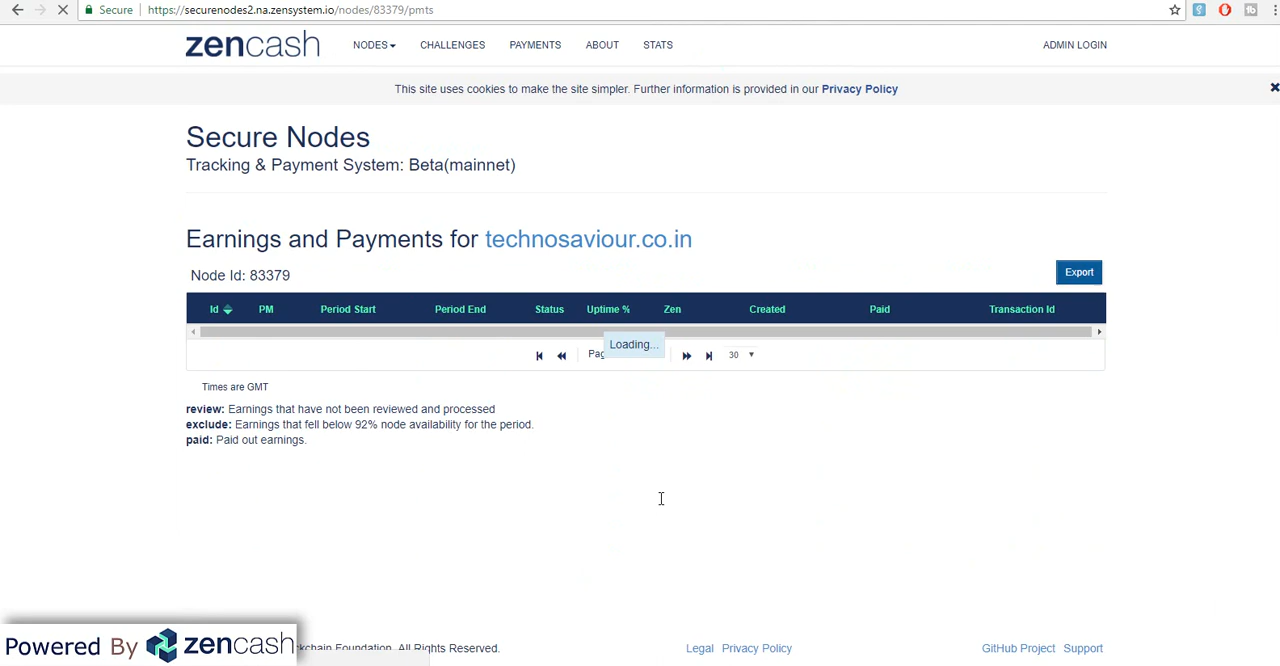 Secure https://securenodes2.na.zensystem.io/nodes/83379/pmts
zencash NODES CHALLENGES PAYMENTS ABOUT STATS ADMIN LOGIN
This site uses cookies to make the site simpler. Further information is provided in our Privacy Policy
Secure Nodes
Tracking & Payment System: Beta(mainnet)
Earnings and Payments for technosaviour.co.in
Node Id: 83379
Export
Id PM Period Start Period End Status Uptime % Zen Created Paid Transaction Id
Loading...
30
Times are GMT
review: Earnings that have not been reviewed and processed
exclude: Earnings that fell below 92% node availability for the period.
paid: Paid out earnings.
Powered By zencash
All Rights Reserved. Legal Privacy Policy GitHub Project Support